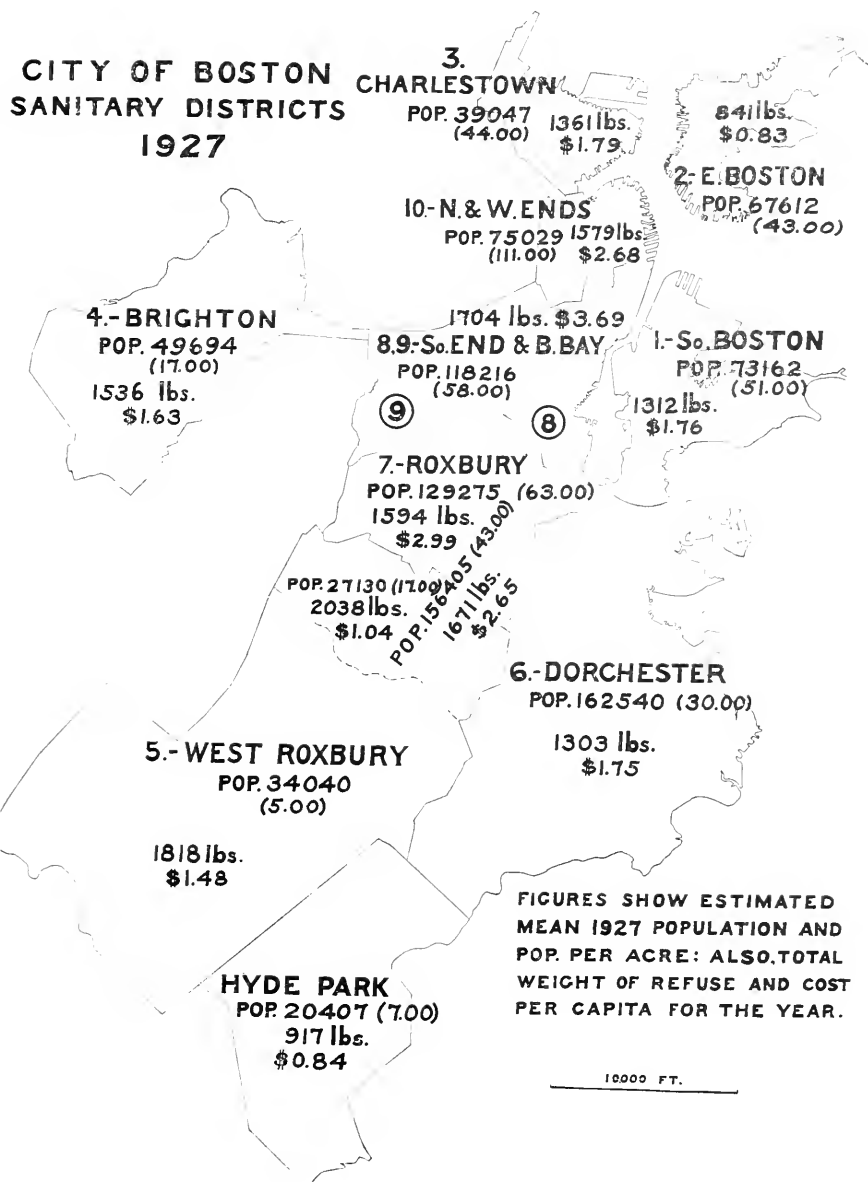 CITY OF BOSTON
SANITARY DISTRICTS
1927
3.
CHARLESTOWN
POP. 39047
(44.00)
1361 lbs.
$1.79
841 lbs.
$0.83
2-E.BOSTON
POP. 67612
(43.00)
10.-N.& W.ENDS
POP. 75029
(111.00)
1579 lbs.
$2.68
4.-BRIGHTON
POP. 49694
(17.00)
1536 lbs.
$1.63
1704 lbs. $3.69
8,9.-So.END & B.BAY
POP. 118216
(58.00)
9
8
1.-So.BOSTON
POP. 73162
(51.00)
1312 lbs.
$1.76
7.-ROXBURY
POP. 129275 (63.00)
1594 lbs.
$2.99
POP. 27130 (17.00)
2038 lbs.
$1.04
POP. 156405 (43.00)
1671 lbs.
$2.65
6.-DORCHESTER
POP. 162540 (30.00)
1303 lbs.
$1.75
5.-WEST ROXBURY
POP. 34040
(5.00)
1818 lbs.
$1.48
HYDE PARK
POP. 20407 (7.00)
917 lbs.
$0.84
FIGURES SHOW ESTIMATED
MEAN 1927 POPULATION AND
POP. PER ACRE: ALSO, TOTAL
WEIGHT OF REFUSE AND COST
PER CAPITA FOR THE YEAR.
10000 FT.